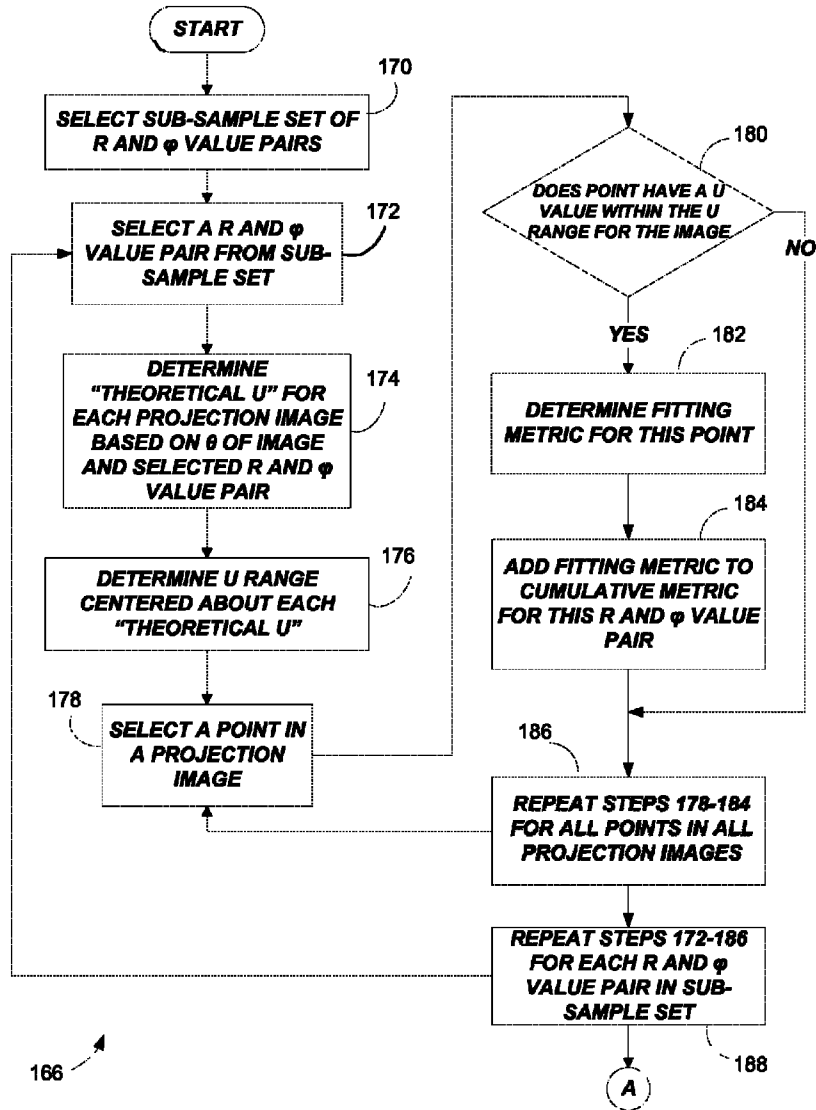 START
170
SELECT SUB-SAMPLE SET OF
R AND φ VALUE PAIRS
172
SELECT A R AND φ
VALUE PAIR FROM SUB-
SAMPLE SET
174
DETERMINE
“THEORETICAL U” FOR
EACH PROJECTION IMAGE
BASED ON θ OF IMAGE
AND SELECTED R AND φ
VALUE PAIR
176
DETERMINE U RANGE
CENTERED ABOUT EACH
“THEORETICAL U”
178
SELECT A POINT IN
A PROJECTION
IMAGE
180
DOES POINT HAVE A U
VALUE WITHIN THE U
RANGE FOR THE IMAGE
NO
YES
182
DETERMINE FITTING
METRIC FOR THIS POINT
184
ADD FITTING METRIC TO
CUMULATIVE METRIC
FOR THIS R AND φ VALUE
PAIR
186
REPEAT STEPS 178-184
FOR ALL POINTS IN ALL
PROJECTION IMAGES
REPEAT STEPS 172-186
FOR EACH R AND φ
VALUE PAIR IN SUB-
SAMPLE SET
188
166
A